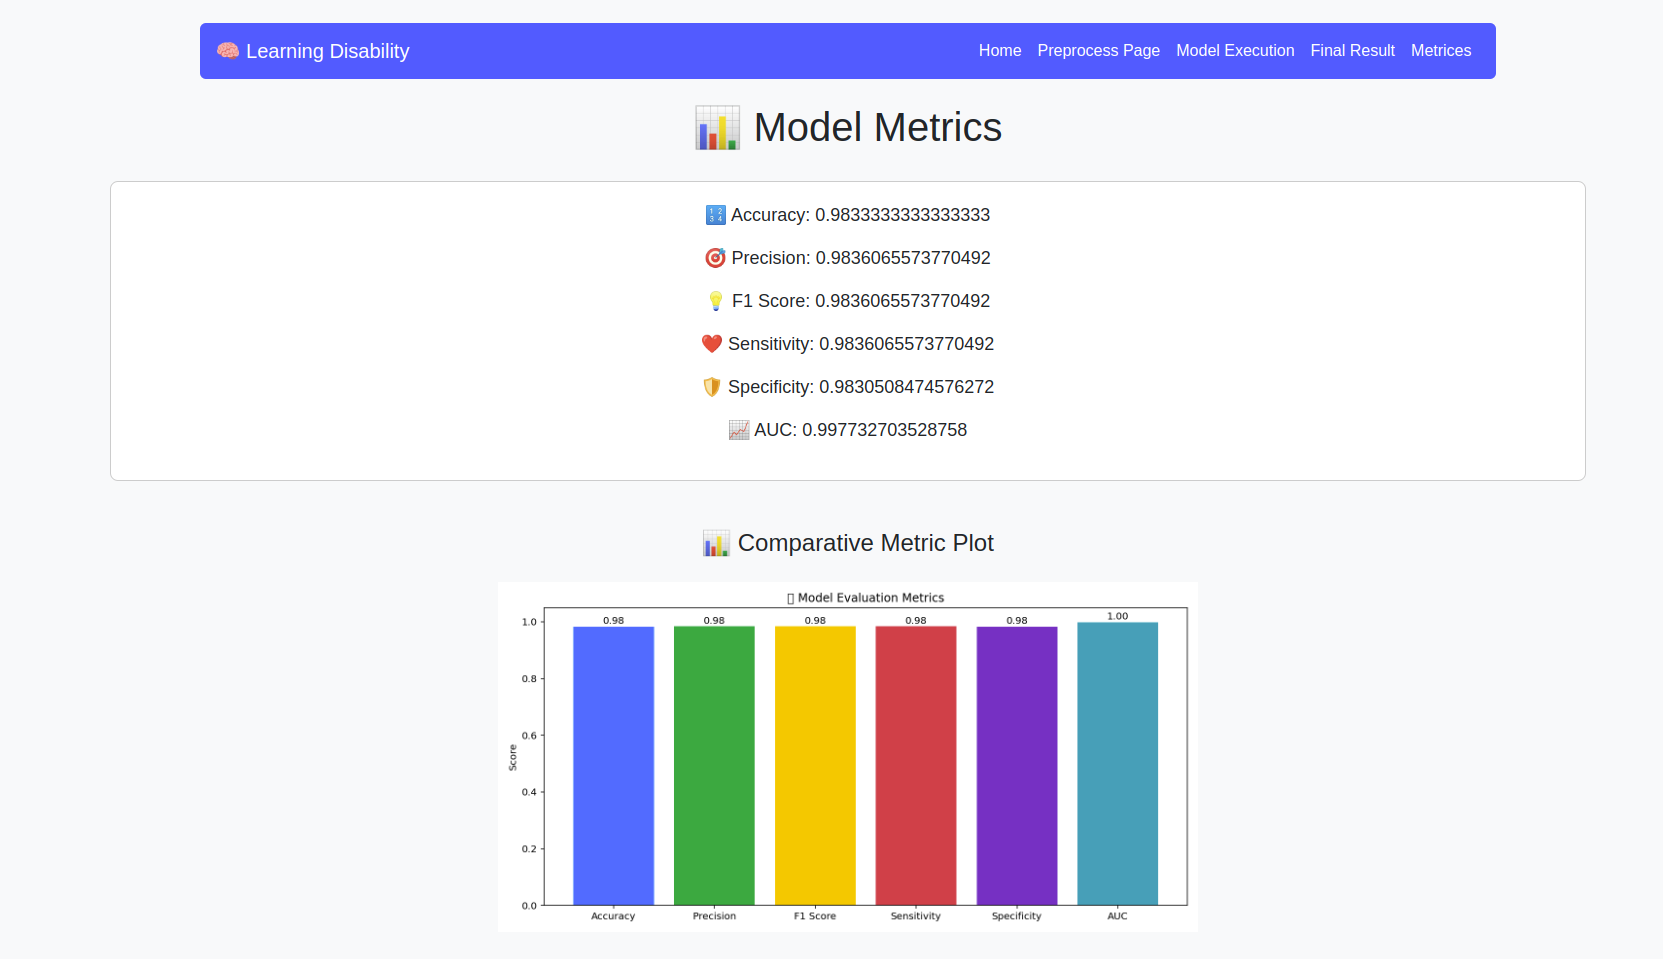 🧠 Learning Disability
Home Preprocess Page Model Execution Final Result Metrices
📊 Model Metrics
🔢 Accuracy: 0.9833333333333333
🎯 Precision: 0.9836065573770492
💡 F1 Score: 0.9836065573770492
❤️ Sensitivity: 0.9836065573770492
🛡️ Specificity: 0.9830508474576272
📈 AUC: 0.997732703528758
📊 Comparative Metric Plot
▯ Model Evaluation Metrics
0.98 0.98 0.98 0.98 0.98 1.00
1.0
0.8
0.6
0.4
0.2
0.0
Score
Accuracy Precision F1 Score Sensitivity Specificity AUC